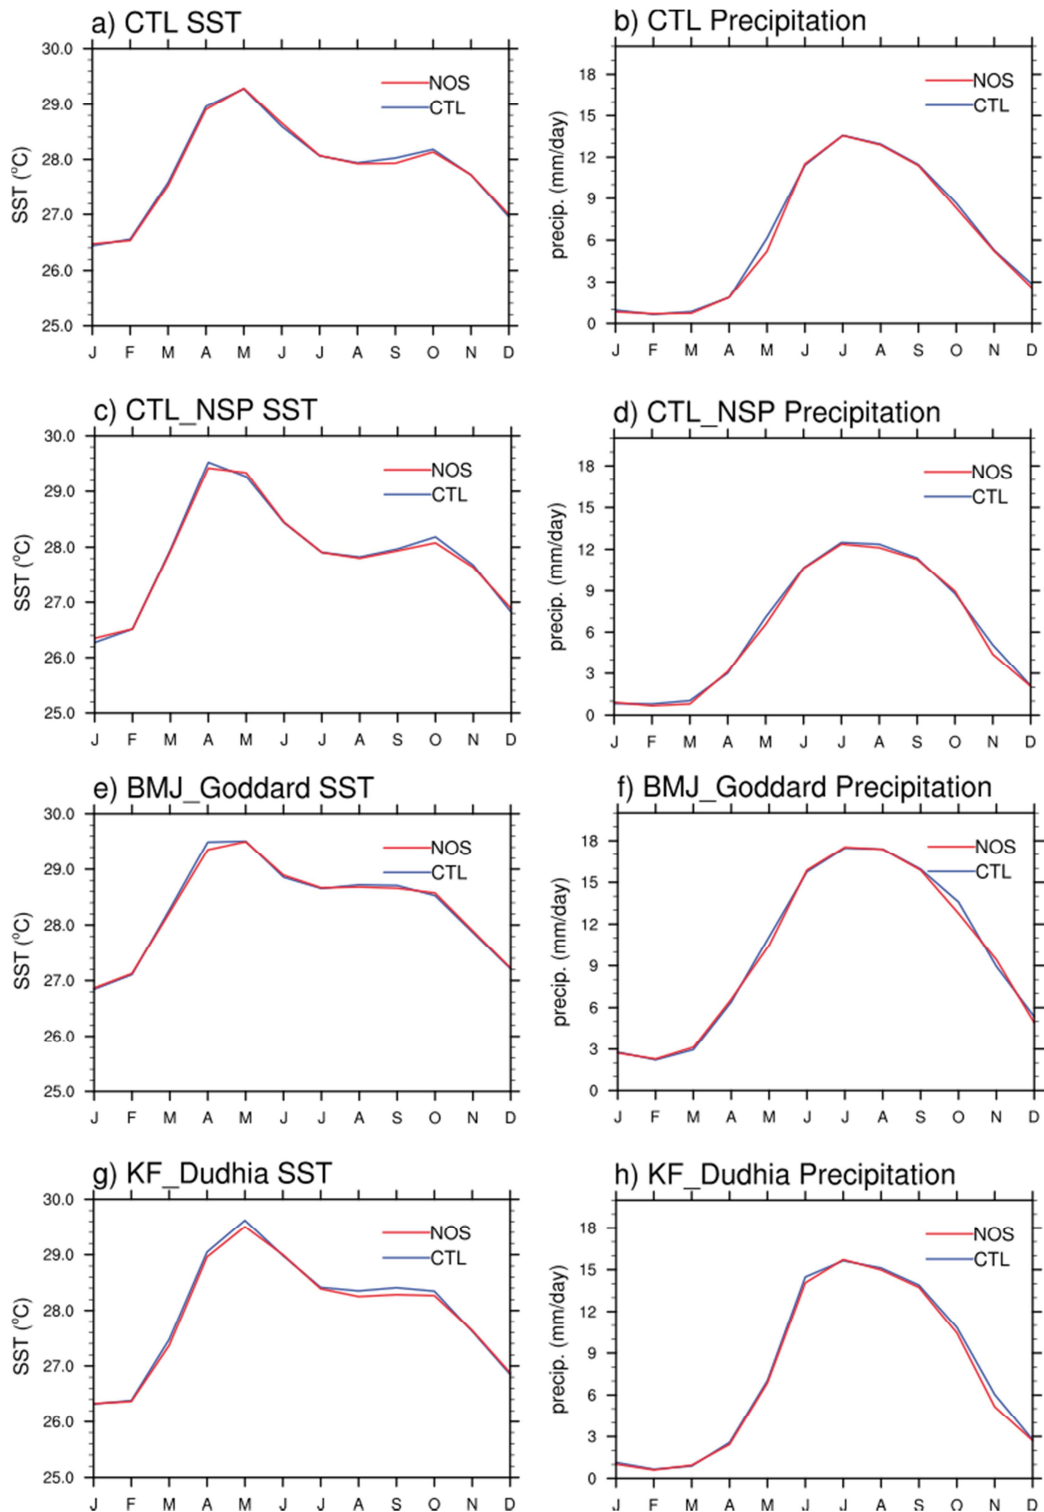 a) CTL SST
b) CTL Precipitation
30.0
29.0
28.0
27.0
26.0
25.0
SST (°C)
NOS
CTL
J F M A M J J A S O N D
18
15
12
9
6
3
0
precip. (mm/day)
NOS
CTL
J F M A M J J A S O N D
c) CTL_NSP SST
d) CTL_NSP Precipitation
30.0
29.0
28.0
27.0
26.0
25.0
SST (°C)
NOS
CTL
J F M A M J J A S O N D
18
15
12
9
6
3
0
precip. (mm/day)
NOS
CTL
J F M A M J J A S O N D
e) BMJ_Goddard SST
f) BMJ_Goddard Precipitation
30.0
29.0
28.0
27.0
26.0
25.0
SST (°C)
NOS
CTL
J F M A M J J A S O N D
18
15
12
9
6
3
0
precip. (mm/day)
NOS
CTL
J F M A M J J A S O N D
g) KF_Dudhia SST
h) KF_Dudhia Precipitation
30.0
29.0
28.0
27.0
26.0
25.0
SST (°C)
NOS
CTL
J F M A M J J A S O N D
18
15
12
9
6
3
0
precip. (mm/day)
NOS
CTL
J F M A M J J A S O N D